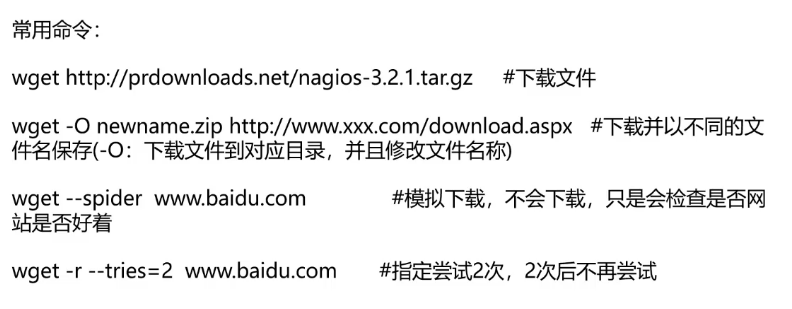 常用命令：
wget http://prdownloads.net/nagios-3.2.1.tar.gz #下载文件
wget -O newname.zip http://www.xxx.com/download.aspx #下载并以不同的文
件名保存(-O：下载文件到对应目录，并且修改文件名称)
wget --spider www.baidu.com #模拟下载，不会下载，只是会检查是否网
站是否好着
wget -r --tries=2 www.baidu.com #指定尝试2次，2次后不再尝试